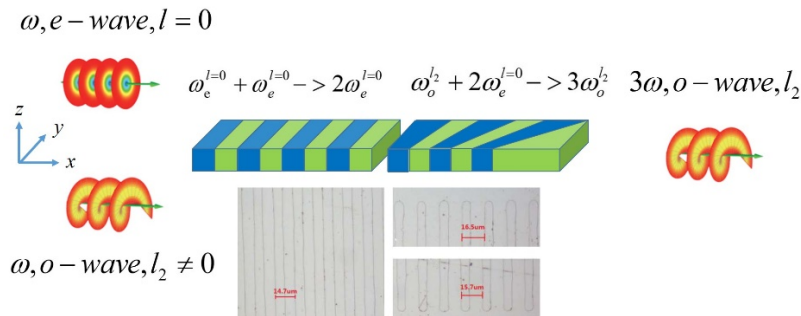 ω, e − wave, l = 0
ω_e^{l=0} + ω_e^{l=0} − > 2ω_e^{l=0}
ω_o^{l_2} + 2ω_e^{l=0} − > 3ω_o^{l_2}
3ω, o − wave, l_2
z
y
x
ω, o − wave, l_2 ≠ 0
14.7um
16.5um
15.7um